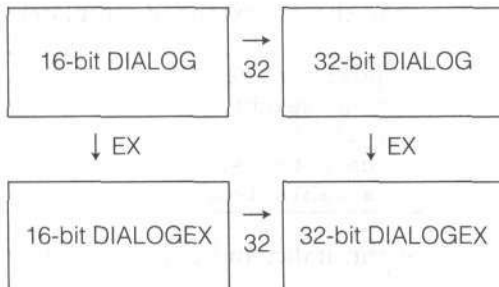 16-bit DIALOG → 32 32-bit DIALOG
↓ EX ↓ EX
16-bit DIALOGEX → 32 32-bit DIALOGEX